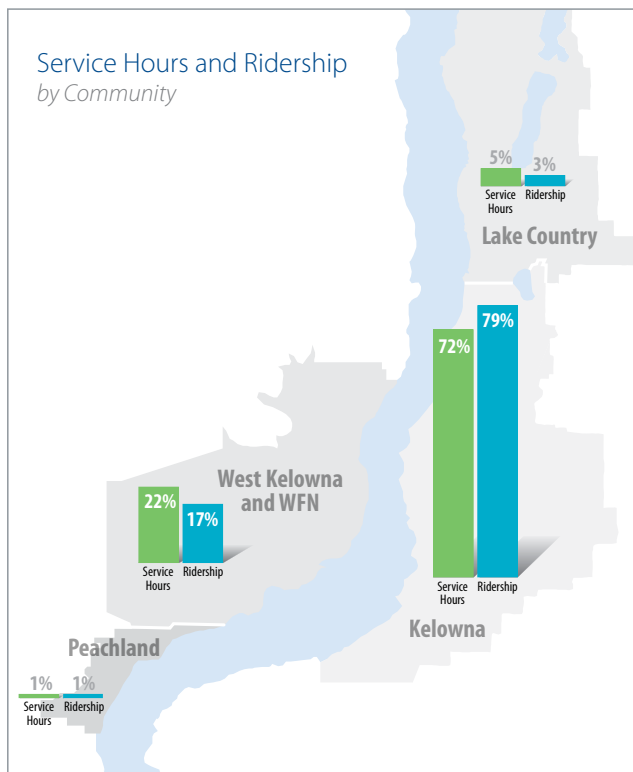 Service Hours and Ridership
by Community
5%
3%
Service
Hours
Ridership
Lake Country
72%
79%
Service
Hours
Ridership
Kelowna
West Kelowna
and WFN
22%
17%
Service
Hours
Ridership
Peachland
1%
1%
Service
Hours
Ridership